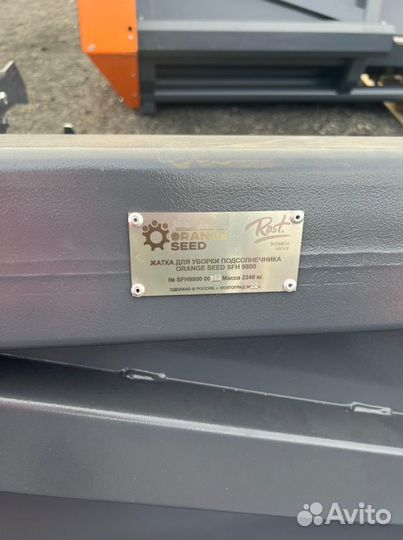 ORANGE
SEED
Rost.
BUSINESS
GROUP
ЖАТКА ДЛЯ УБОРКИ ПОДСОЛНЕЧНИКА
ORANGE SEED SFH 9800
№ SFH9800 00 Масса 2240 кг.
СДЕЛАНО В РОССИИ, г. ВОЛГОГРАД
Avito